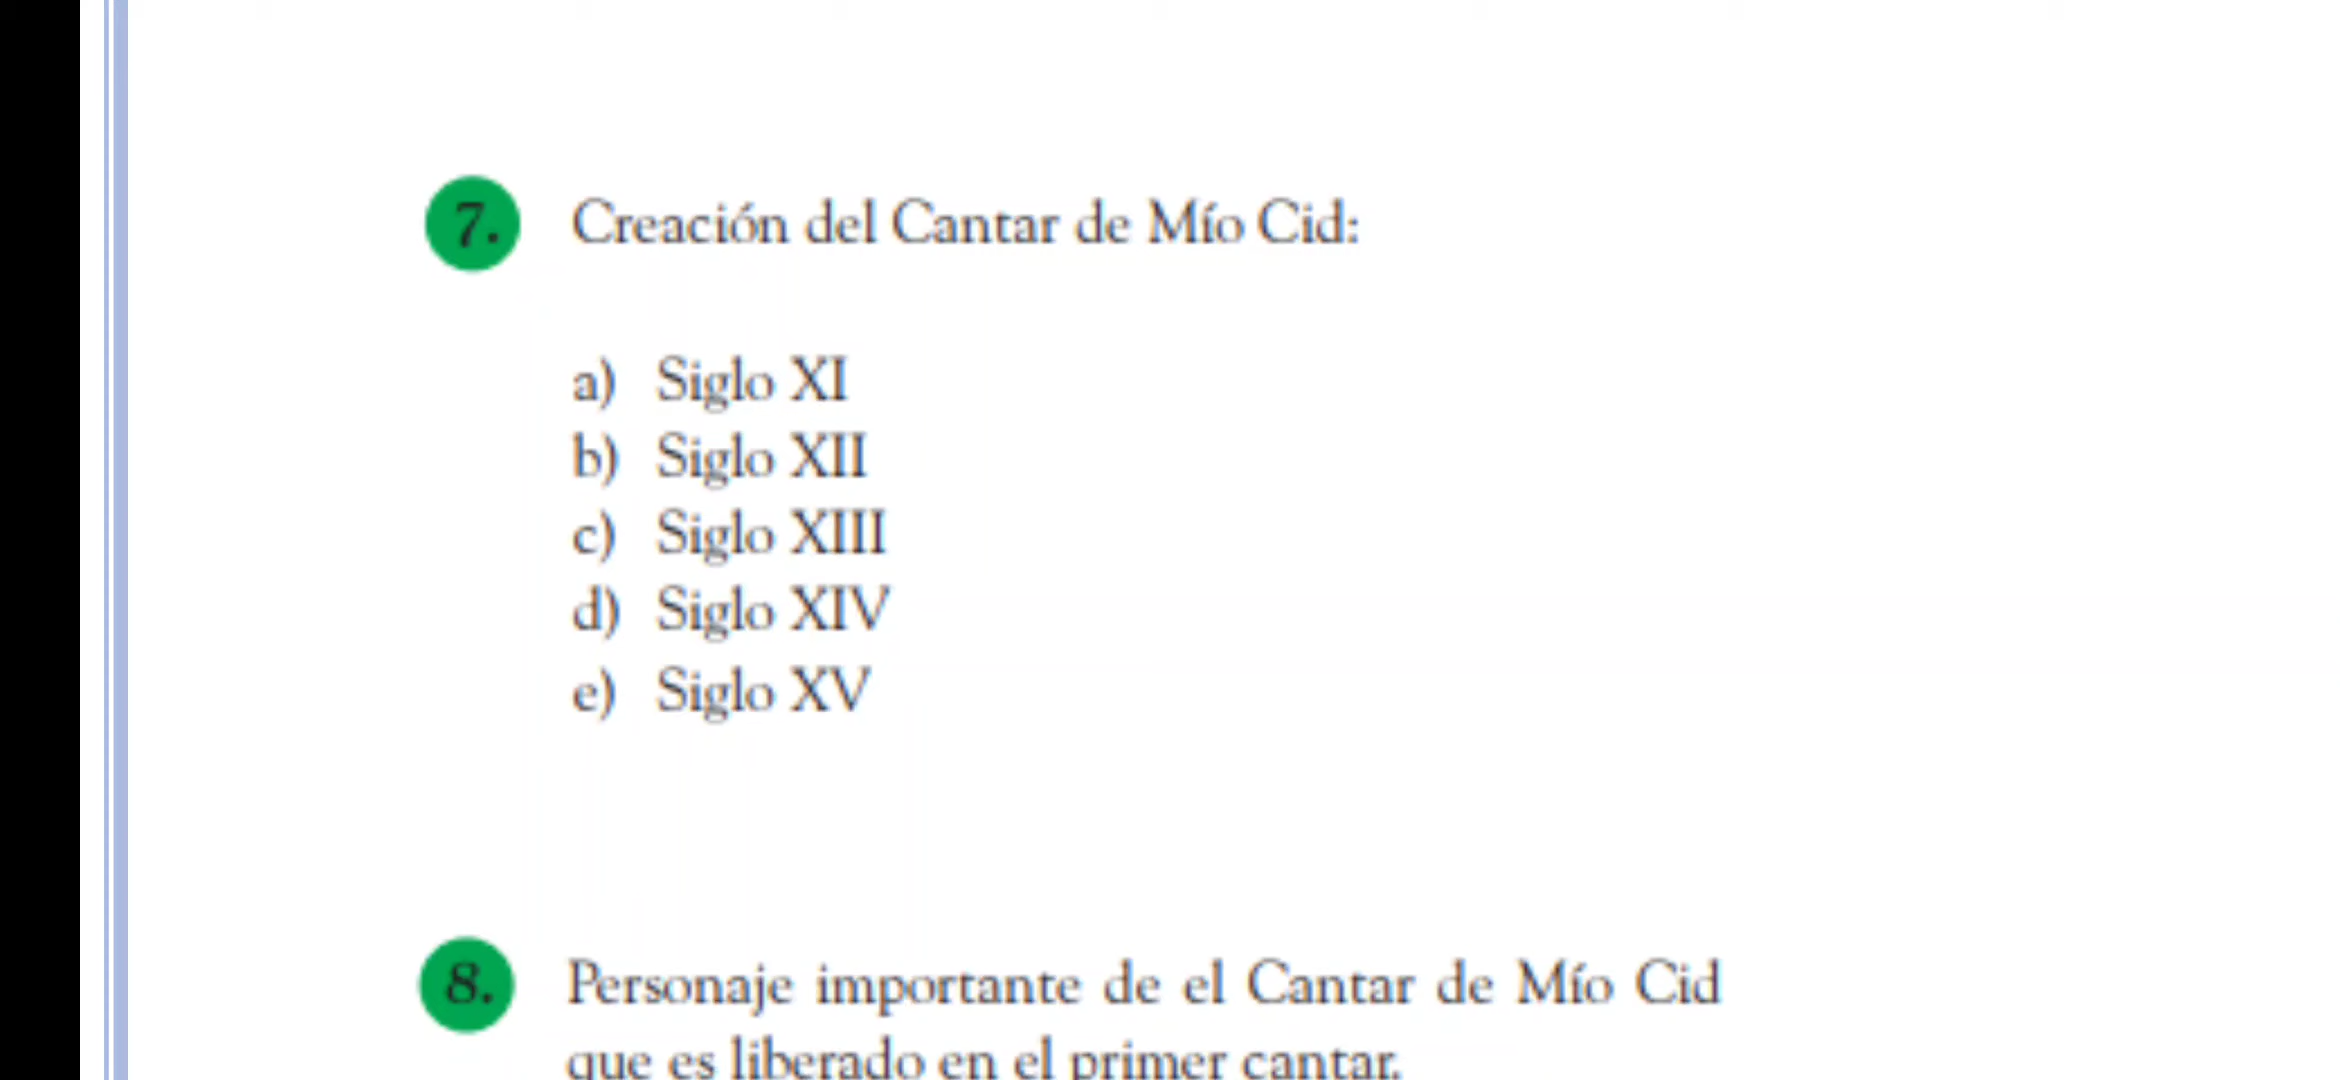 7. Creación del Cantar de Mío Cid:
a) Siglo XI
b) Siglo XII
c) Siglo XIII
d) Siglo XIV
e) Siglo XV
8. Personaje importante de el Cantar de Mío Cid
que es liberado en el primer cantar.